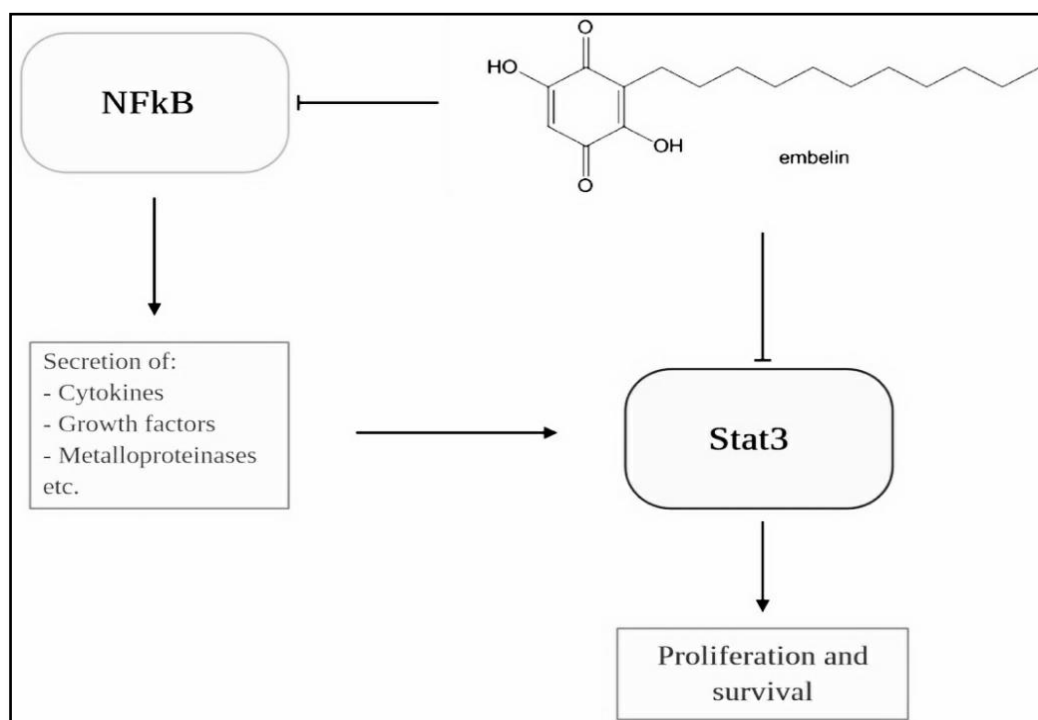 O
HO
NFkB
OH
embelin
O
Secretion of:
- Cytokines
- Growth factors
- Metalloproteinases
etc.
Stat3
Proliferation and
survival